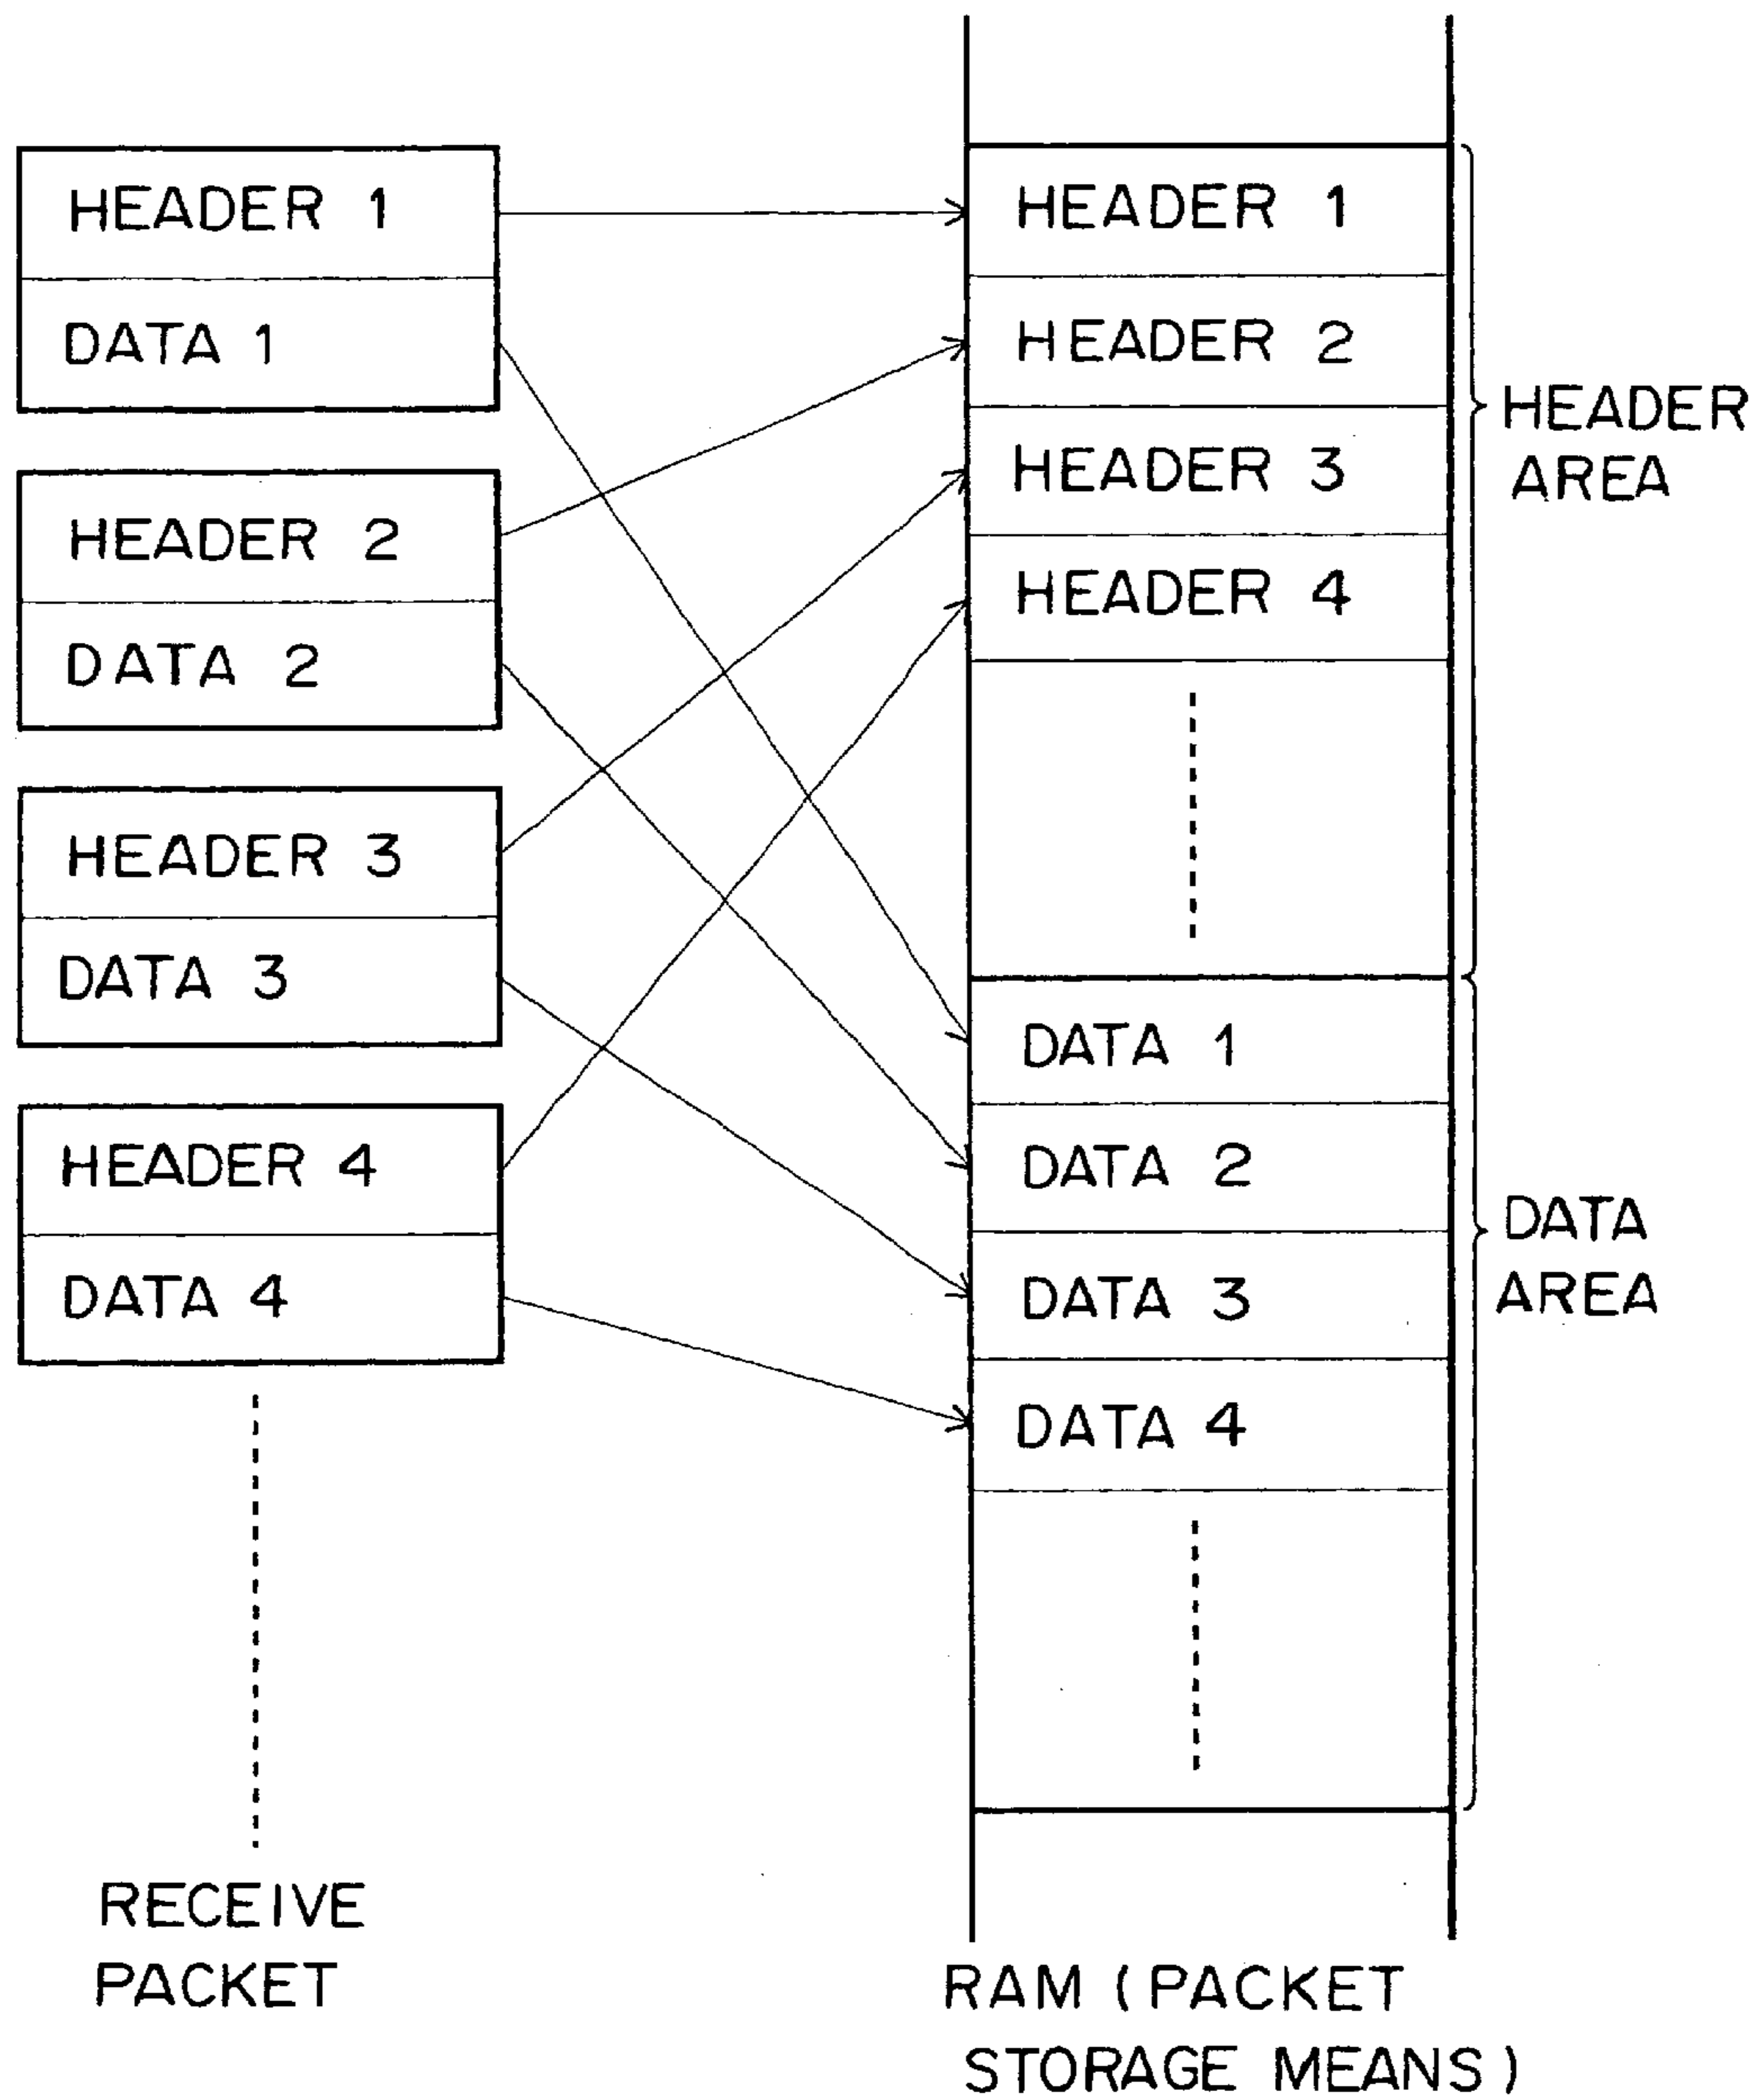 HEADER 1
DATA 1
HEADER 2
DATA 2
HEADER 3
DATA 3
HEADER 4
DATA 4
RECEIVE
PACKET
HEADER 1
HEADER 2
HEADER 3
HEADER 4
DATA 1
DATA 2
DATA 3
DATA 4
HEADER
AREA
DATA
AREA
RAM (PACKET
STORAGE MEANS)